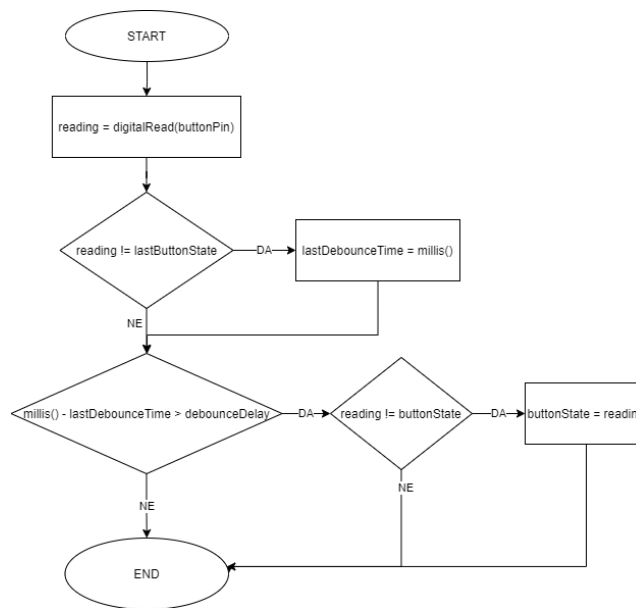 START
reading = digitalRead(buttonPin)
reading != lastButtonState
DA
lastDebounceTime = millis()
NE
millis() - lastDebounceTime > debounceDelay
DA
reading != buttonState
DA
buttonState = readin
NE
NE
END